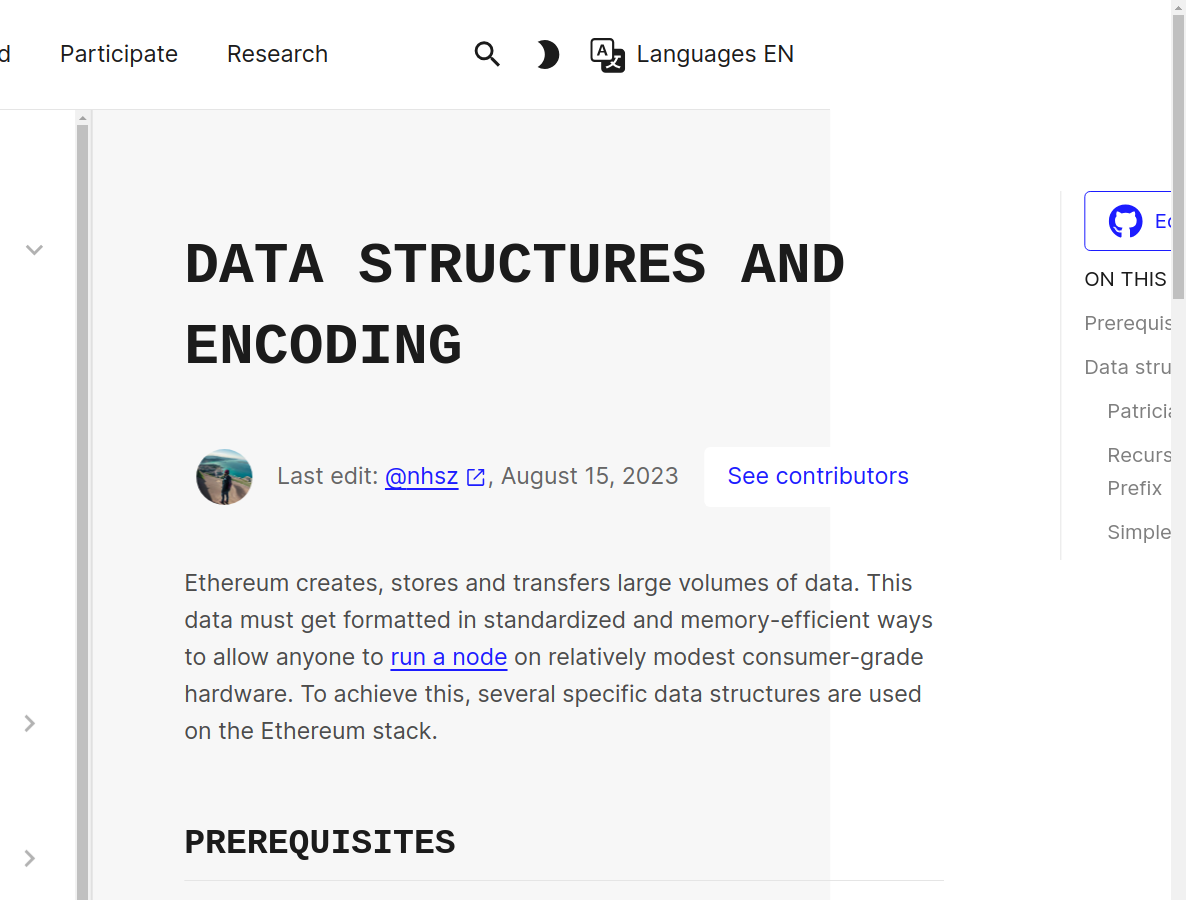 d Participate Research Languages EN
DATA STRUCTURES AND
ENCODING
Last edit: @nhsz , August 15, 2023 See contributors
Ethereum creates, stores and transfers large volumes of data. This
data must get formatted in standardized and memory-efficient ways
to allow anyone to run a node on relatively modest consumer-grade
hardware. To achieve this, several specific data structures are used
on the Ethereum stack.
PREREQUISITES
ON THIS
Prerequis
Data stru
Patricia
Recurs
Prefix
Simple